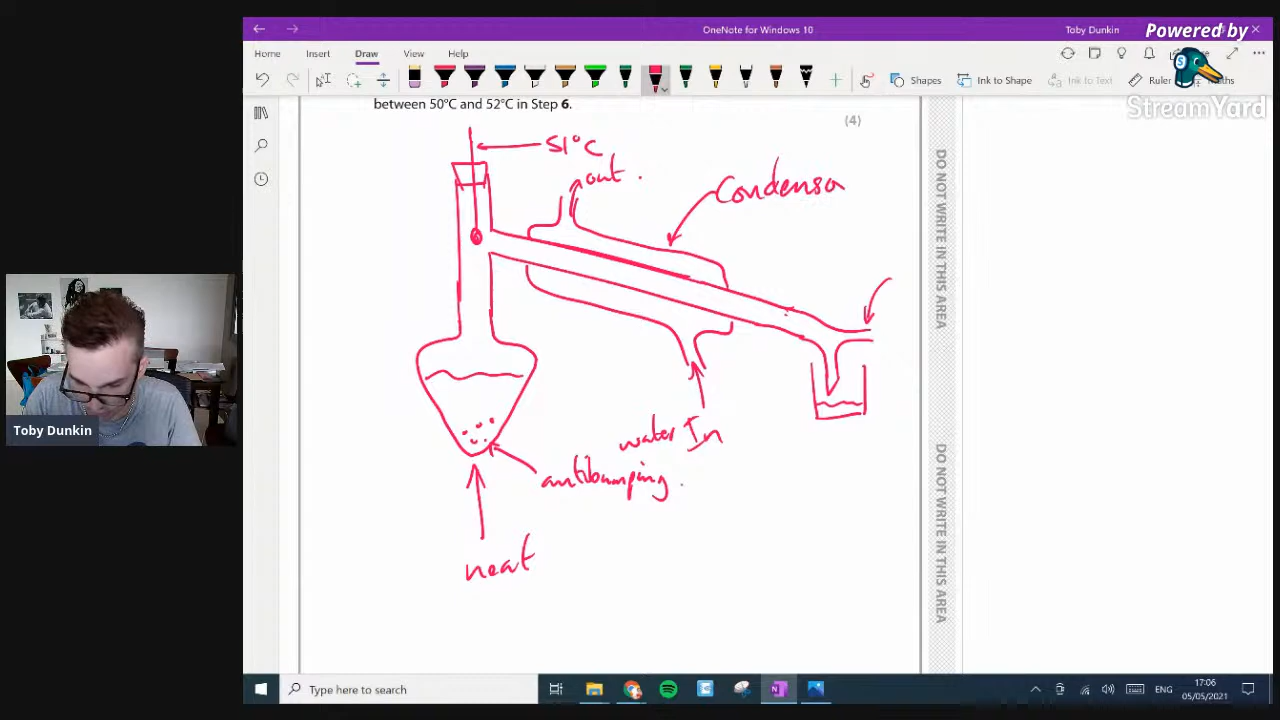 OneNote for Windows 10
Toby Dunkin
Powered by
StreamYard
Home
Insert
Draw
View
Help
Shapes
Ink to Shape
Ink to Text
Ruler
Maths
between 50°C and 52°C in Step 6.
(4)
51°C
out.
Condensa
water In
antibumping.
neat
DO NOT WRITE IN THIS AREA
DO NOT WRITE IN THIS AREA
Toby Dunkin
Type here to search
ENG
17:06
05/05/2021